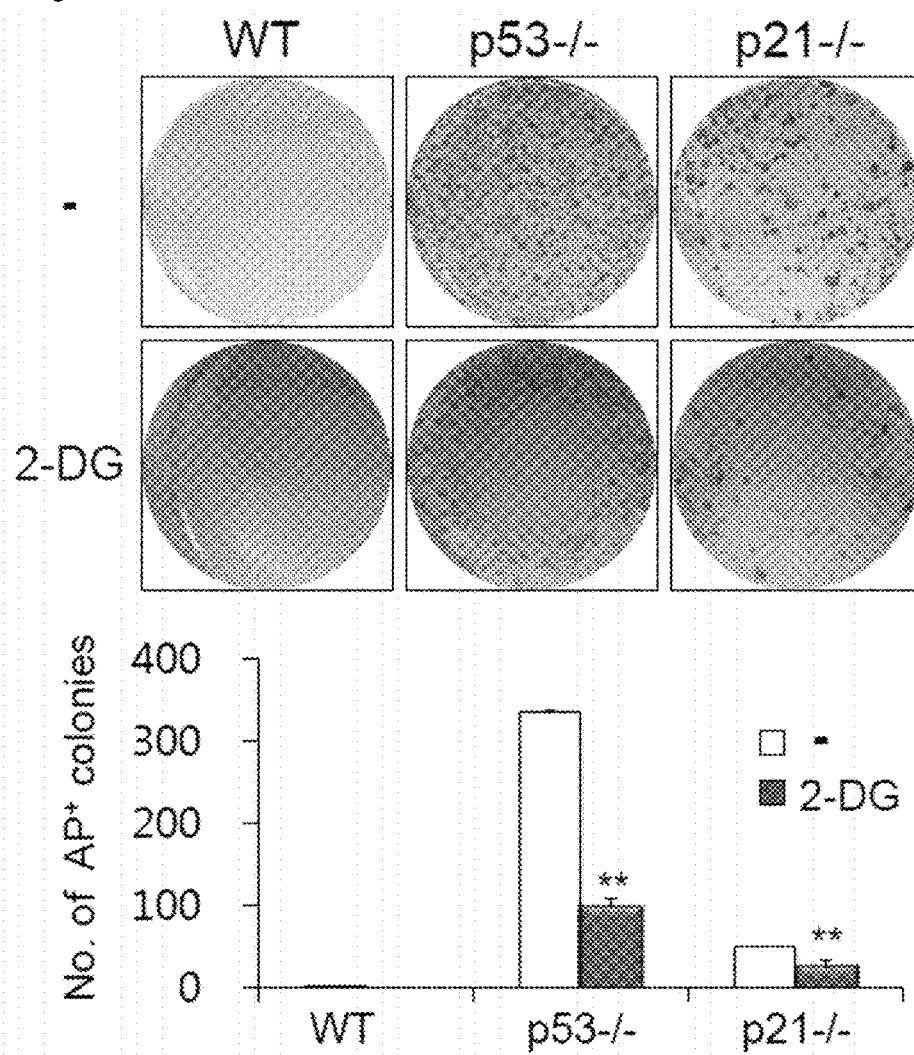 WT p53-/- p21-/-
-
2-DG
No. of AP+ colonies
400
300
200
100
0
**
**
- 
2-DG
WT p53-/- p21-/-